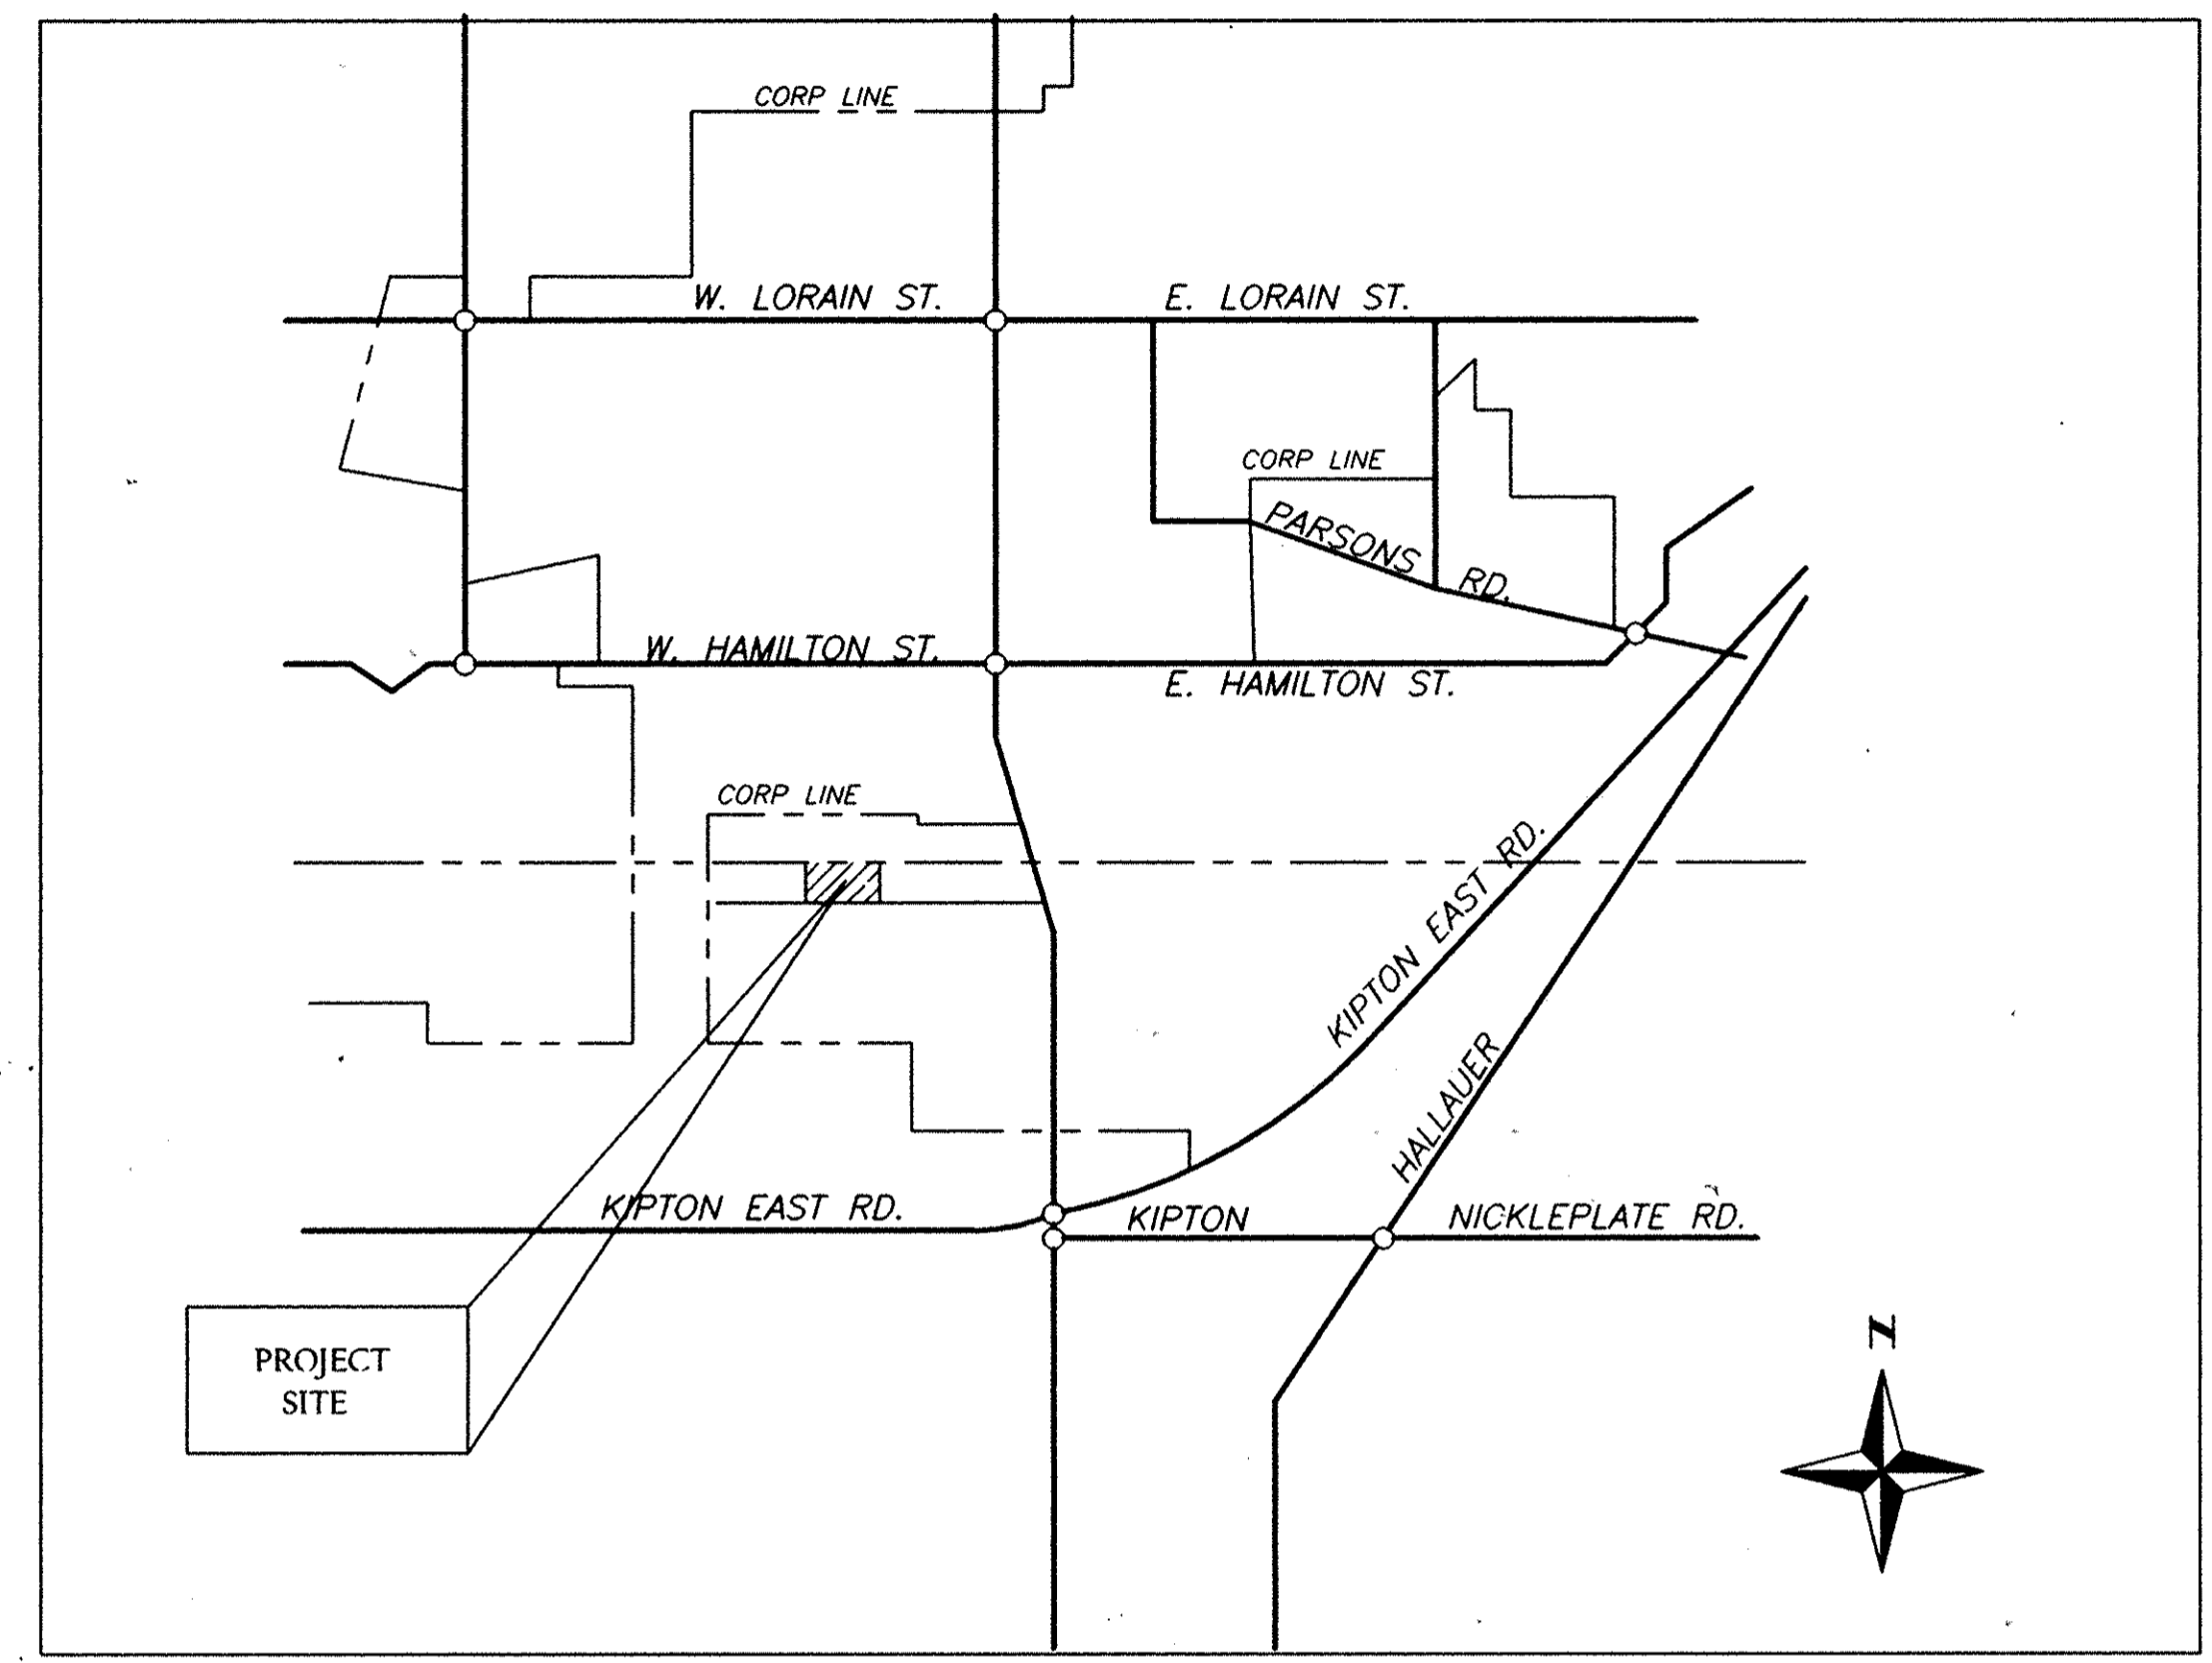 CORP LINE
W. LORAIN ST.
E. LORAIN ST.
CORP LINE
PARSONS RD.
W. HAMILTON ST.
E. HAMILTON ST.
CORP LINE
KIPTON EAST RD.
HALLAUER
KIPTON EAST RD.
KIPTON
NICKLEPLATE RD.
PROJECT
SITE
N